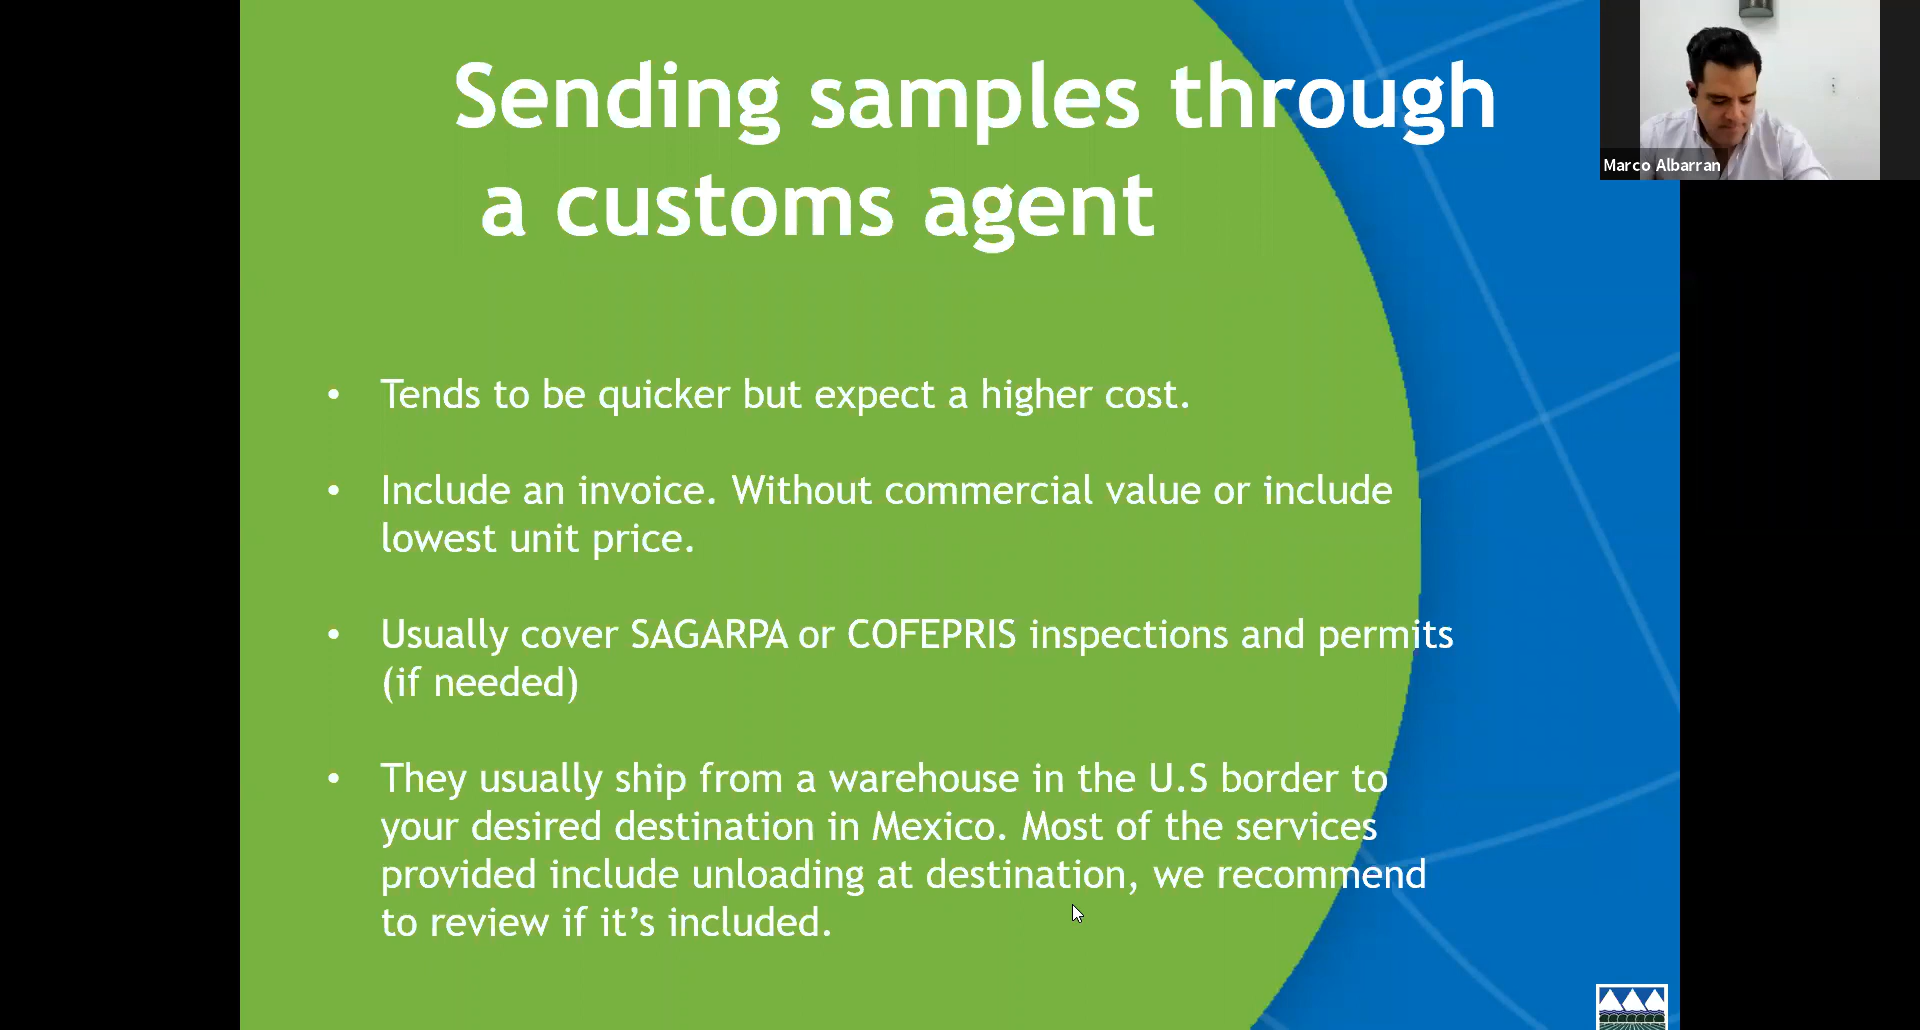 Sending samples through
a customs agent
Marco Albarran
• Tends to be quicker but expect a higher cost.
• Include an invoice. Without commercial value or include
lowest unit price.
• Usually cover SAGARPA or COFEPRIS inspections and permits
(if needed)
• They usually ship from a warehouse in the U.S border to
your desired destination in Mexico. Most of the services
provided include unloading at destination, we recommend
to review if it’s included.